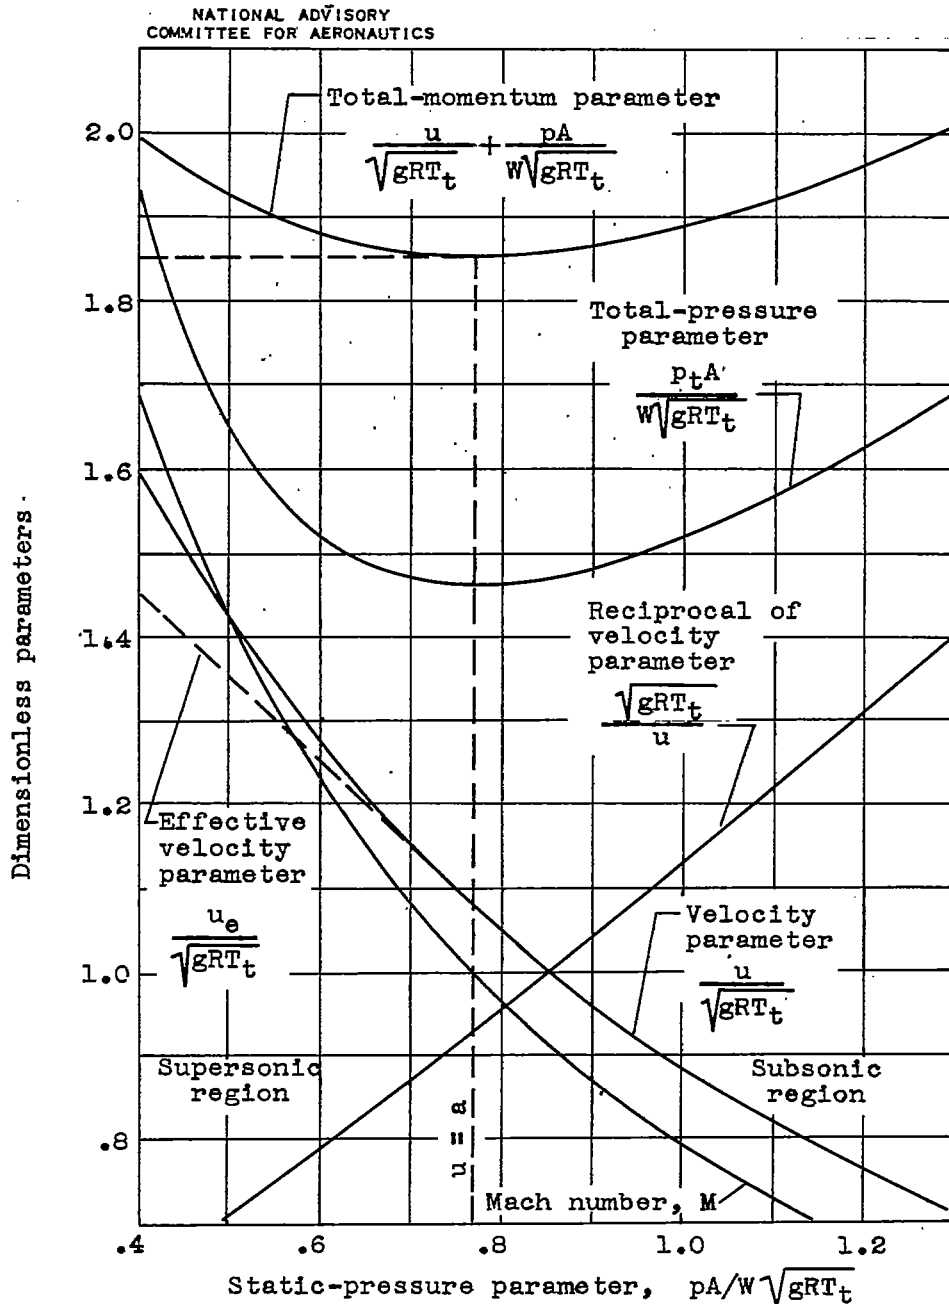 NATIONAL ADVISORY
COMMITTEE FOR AERONAUTICS
Total-momentum parameter
u/√gRTt + pA/W√gRTt
2.0
1.8
Total-pressure
parameter
ptA/W√gRTt
1.6
Reciprocal of
velocity
parameter
√gRTt/u
1.4
1.2
Effective
velocity
parameter
ue/√gRTt
Velocity
parameter
u/√gRTt
1.0
Supersonic
region
Subsonic
region
u = a
.8
Mach number, M
.4
.6
.8
1.0
1.2
Static-pressure parameter, pA/W√gRTt
Dimensionless parameters